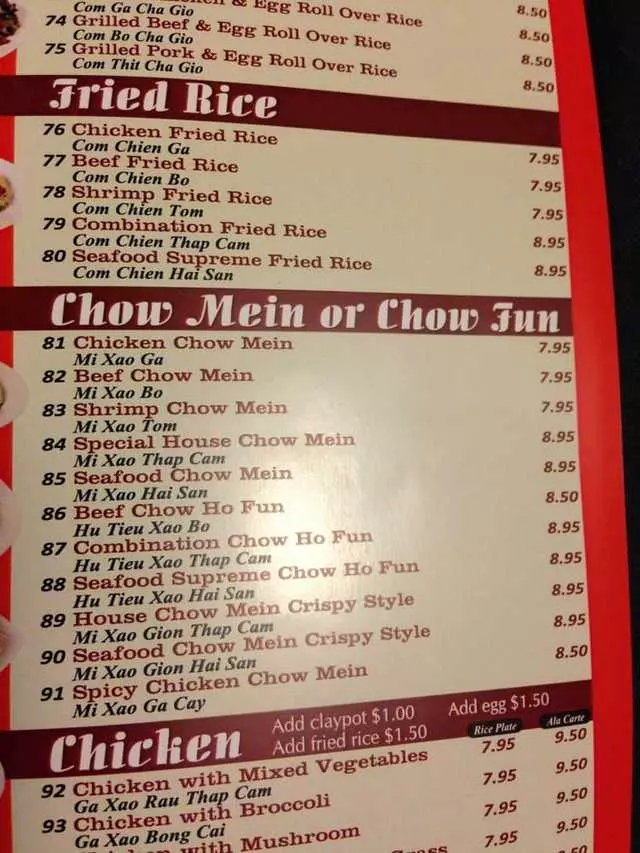 8.50
& Egg Roll Over Rice 8.50
Com Ga Cha Gio
74 Grilled Beef & Egg Roll Over Rice 8.50
Com Bo Cha Gio
75 Grilled Pork & Egg Roll Over Rice 8.50
Com Thit Cha Gio
Fried Rice
76 Chicken Fried Rice 7.95
Com Chien Ga
77 Beef Fried Rice 7.95
Com Chien Bo
78 Shrimp Fried Rice 7.95
Com Chien Tom
79 Combination Fried Rice 8.95
Com Chien Thap Cam
80 Seafood Supreme Fried Rice 8.95
Com Chien Hai San
Chow Mein or Chow Fun
81 Chicken Chow Mein 7.95
Mi Xao Ga
82 Beef Chow Mein 7.95
Mi Xao Bo
83 Shrimp Chow Mein 7.95
Mi Xao Tom
84 Special House Chow Mein 8.95
Mi Xao Thap Cam
85 Seafood Chow Mein 8.95
Mi Xao Hai San
86 Beef Chow Ho Fun 8.50
Hu Tieu Xao Bo
87 Combination Chow Ho Fun 8.95
Hu Tieu Xao Thap Cam
88 Seafood Supreme Chow Ho Fun 8.95
Hu Tieu Xao Hai San
89 House Chow Mein Crispy Style 8.95
Mi Xao Gion Thap Cam
90 Seafood Chow Mein Crispy Style 8.95
Mi Xao Gion Hai San
91 Spicy Chicken Chow Mein 8.50
Mi Xao Ga Cay
Chicken
Add claypot $1.00 Add egg $1.50
Add fried rice $1.50
Rice Plate Ala Carte
92 Chicken with Mixed Vegetables 7.95 9.50
Ga Xao Rau Thap Cam
93 Chicken with Broccoli 7.95 9.50
Ga Xao Bong Cai
with Mushroom 7.95 9.50
7.95 9.50